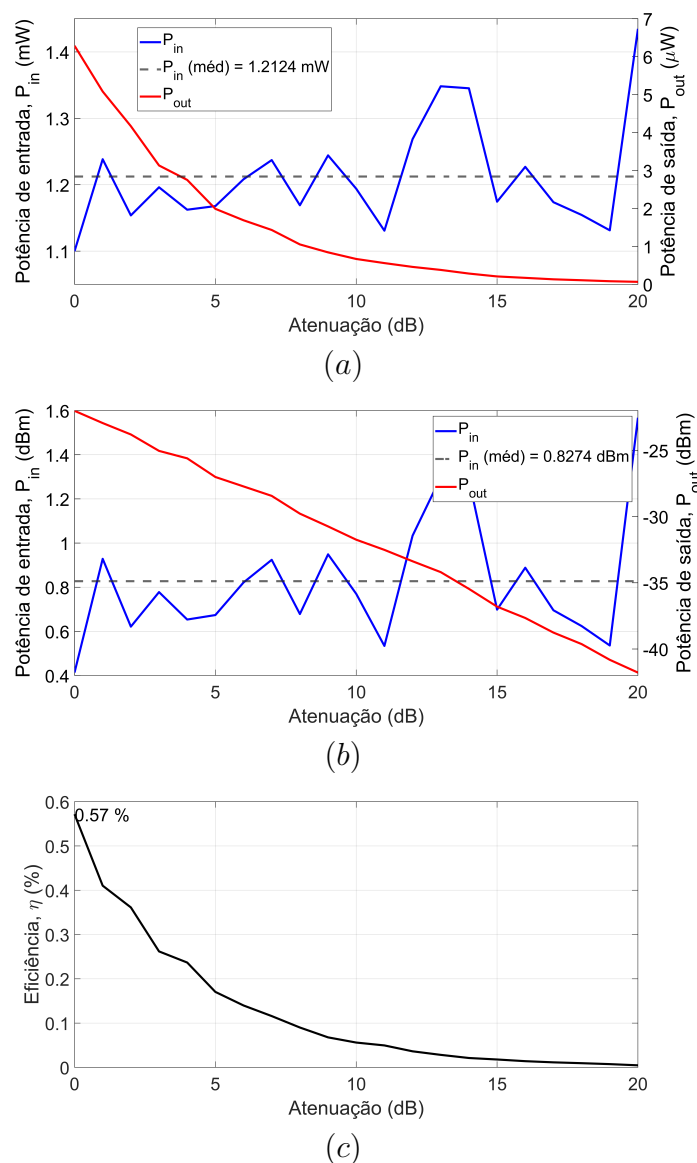 Potência de entrada, P_in (mW)
1.4
1.3
1.2
1.1
P_in
P_in (méd) = 1.2124 mW
P_out
7
6
5
4
3
2
1
0
Potência de saída, P_out (μW)
0 5 10 15 20
Atenuação (dB)
(a)
Potência de entrada, P_in (dBm)
1.6
1.4
1.2
1
0.8
0.6
0.4
P_in
P_in (méd) = 0.8274 dBm
P_out
-25
-30
-35
-40
Potência de saída, P_out (dBm)
0 5 10 15 20
Atenuação (dB)
(b)
Eficiência, η (%)
0.6
0.5
0.4
0.3
0.2
0.1
0
0.57 %
0 5 10 15 20
Atenuação (dB)
(c)